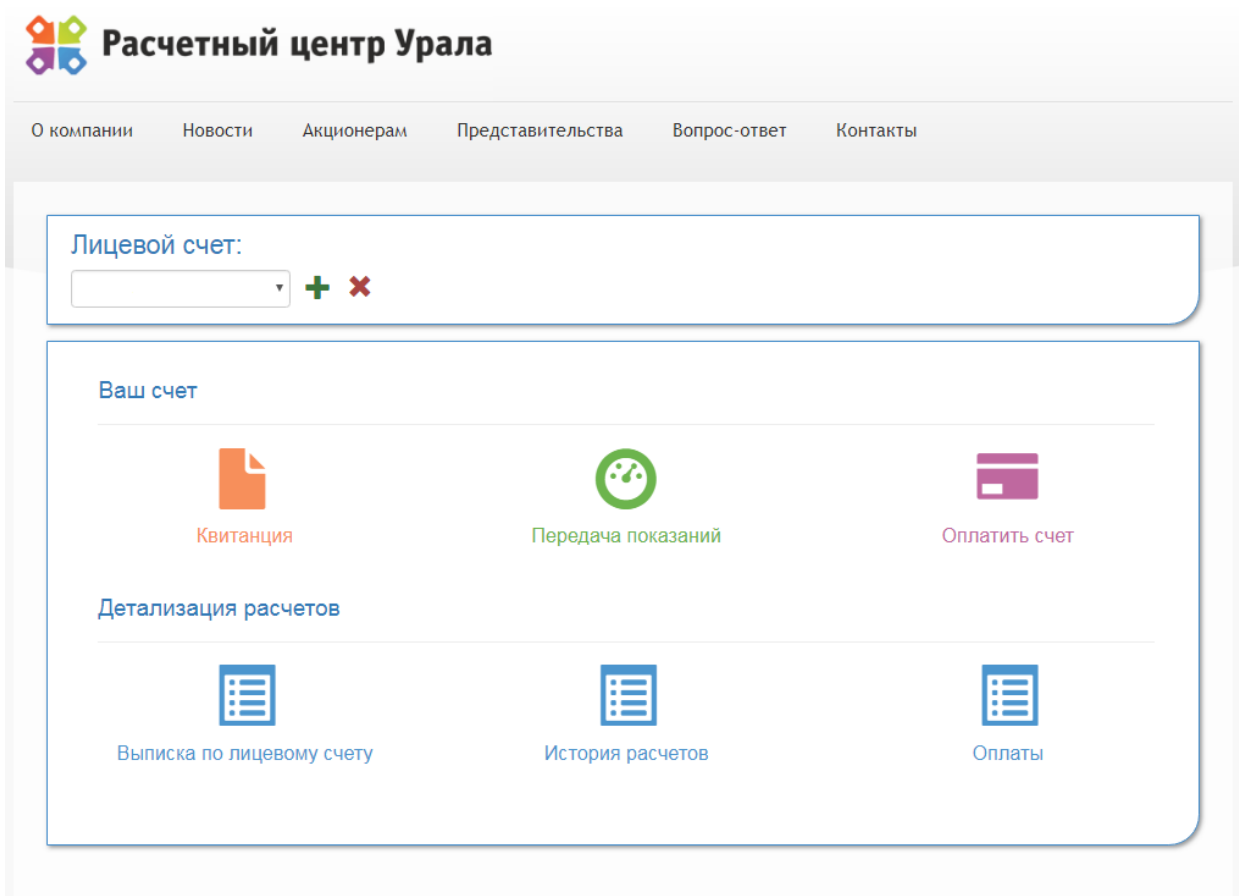 Расчетный центр Урала
О компании Новости Акционерам Представительства Вопрос-ответ Контакты
Лицевой счет:
Ваш счет
Квитанция Передача показаний Оплатить счет
Детализация расчетов
Выписка по лицевому счету История расчетов Оплаты